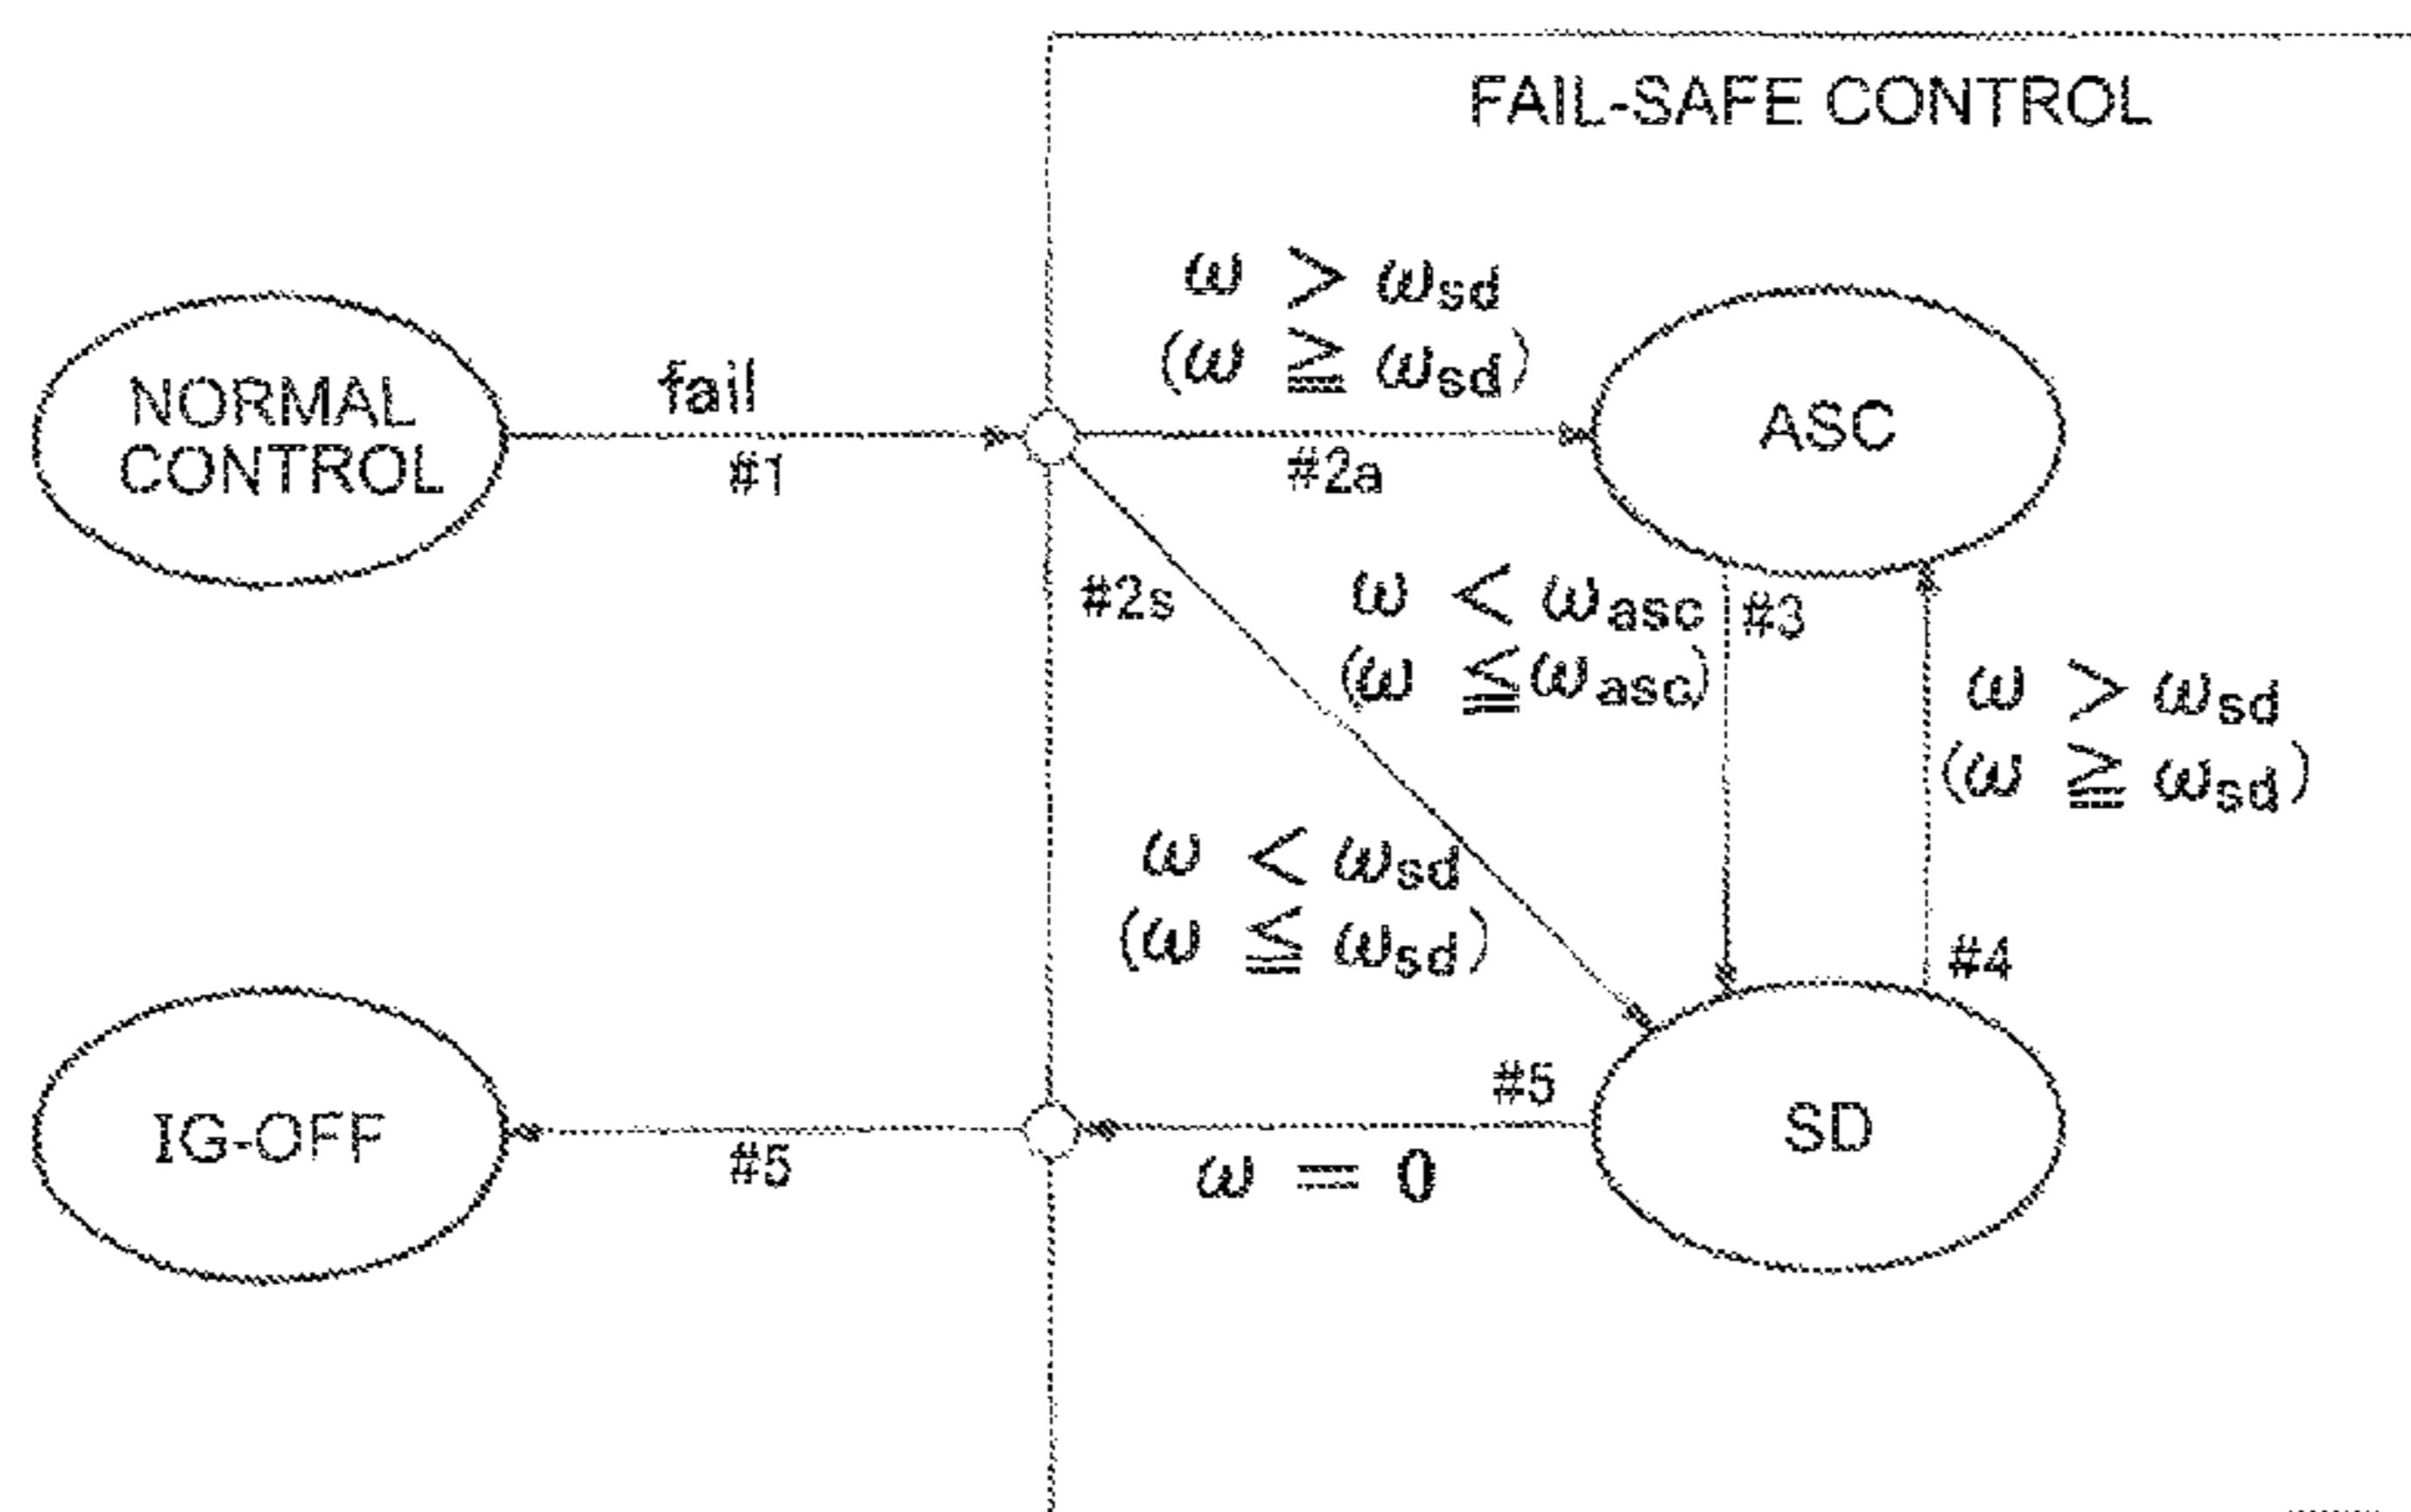 FAIL-SAFE CONTROL
ω > ωsd
(ω ≧ ωsd)
NORMAL
CONTROL
fail
#1
#2a
ASC
#2s
ω < ωasc
(ω ≦ωasc)
#3
ω > ωsd
(ω ≧ ωsd)
ω < ωsd
(ω ≦ ωsd)
#4
IG-OFF
#5
#5
ω = 0
SD